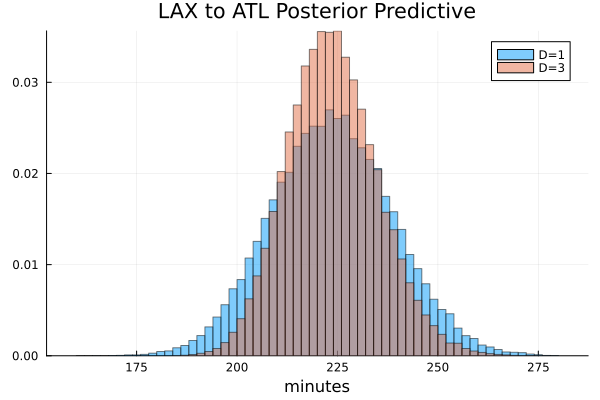 LAX to ATL Posterior Predictive
D=1
D=3
0.03
0.02
0.01
0.00
175 200 225 250 275
minutes